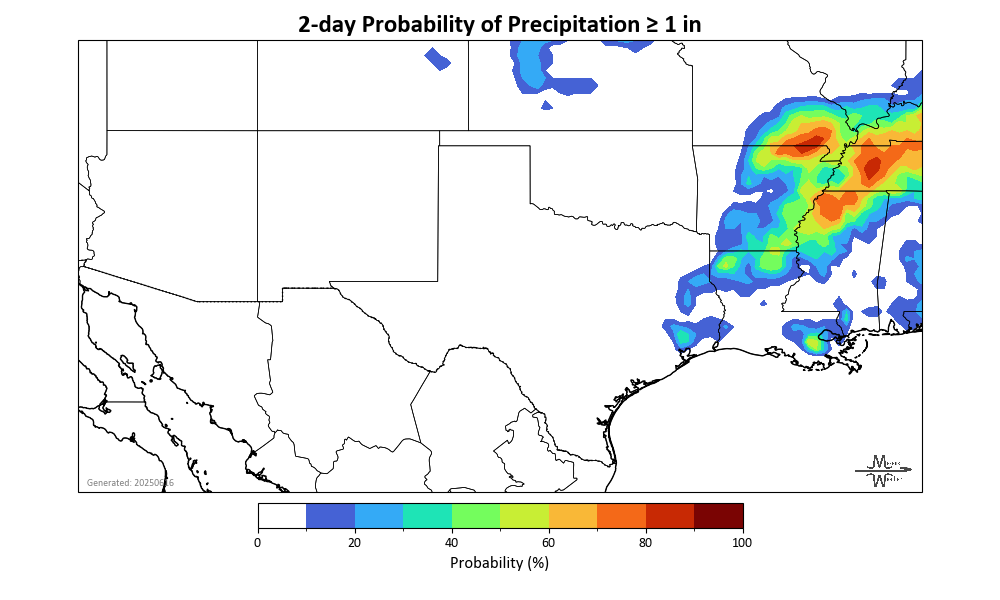 2-day Probability of Precipitation ≥ 1 in
Generated: 20250616
0 20 40 60 80 100
Probability (%)